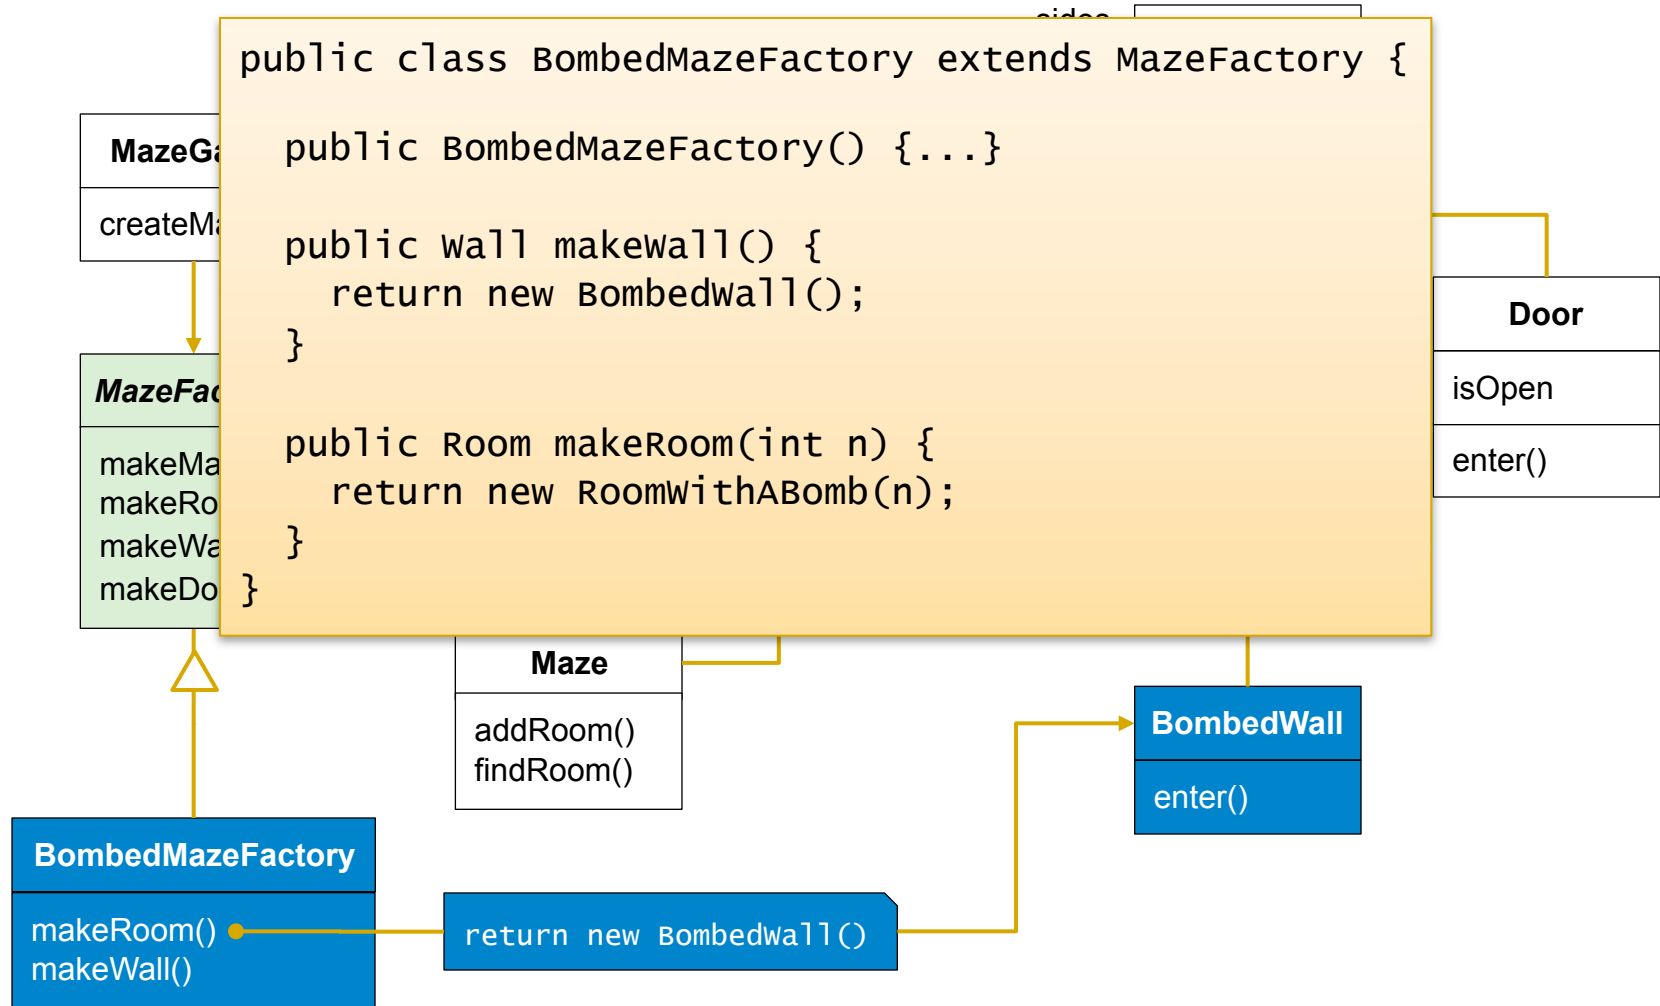 public class BombedMazeFactory extends MazeFactory {
public BombedMazeFactory() {...}
public Wall makeWall() {
return new BombedWall();
}
public Room makeRoom(int n) {
return new RoomWithABomb(n);
}
}
MazeGa
createMa
MazeFac
makeMa
makeRo
makeWa
makeDo
Door
isOpen
enter()
Maze
addRoom()
findRoom()
BombedWall
enter()
BombedMazeFactory
makeRoom()
makeWall()
return new BombedWall()